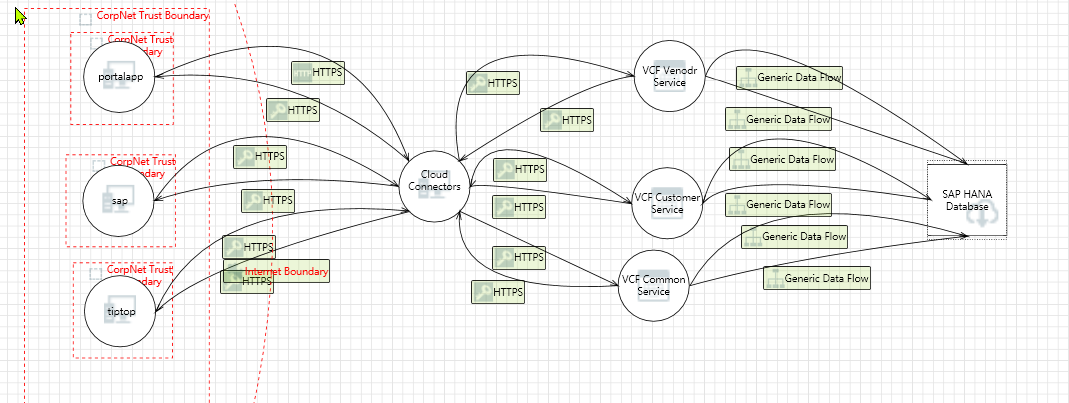 CorpNet Trust Boundary
CorpNet Trust
dary
portalapp
HTTPS
HTTPS
CorpNet Trust
dary
sap
HTTPS
HTTPS
CorpNet Trust
dary
tiptop
HTTPS
Internet Boundary
HTTPS
Cloud
Connectors
HTTPS
HTTPS
HTTPS
HTTPS
HTTPS
HTTPS
VCF Venodr
Service
VCF Customer
Service
VCF Common
Service
Generic Data Flow
Generic Data Flow
Generic Data Flow
Generic Data Flow
Generic Data Flow
Generic Data Flow
SAP HANA
Database